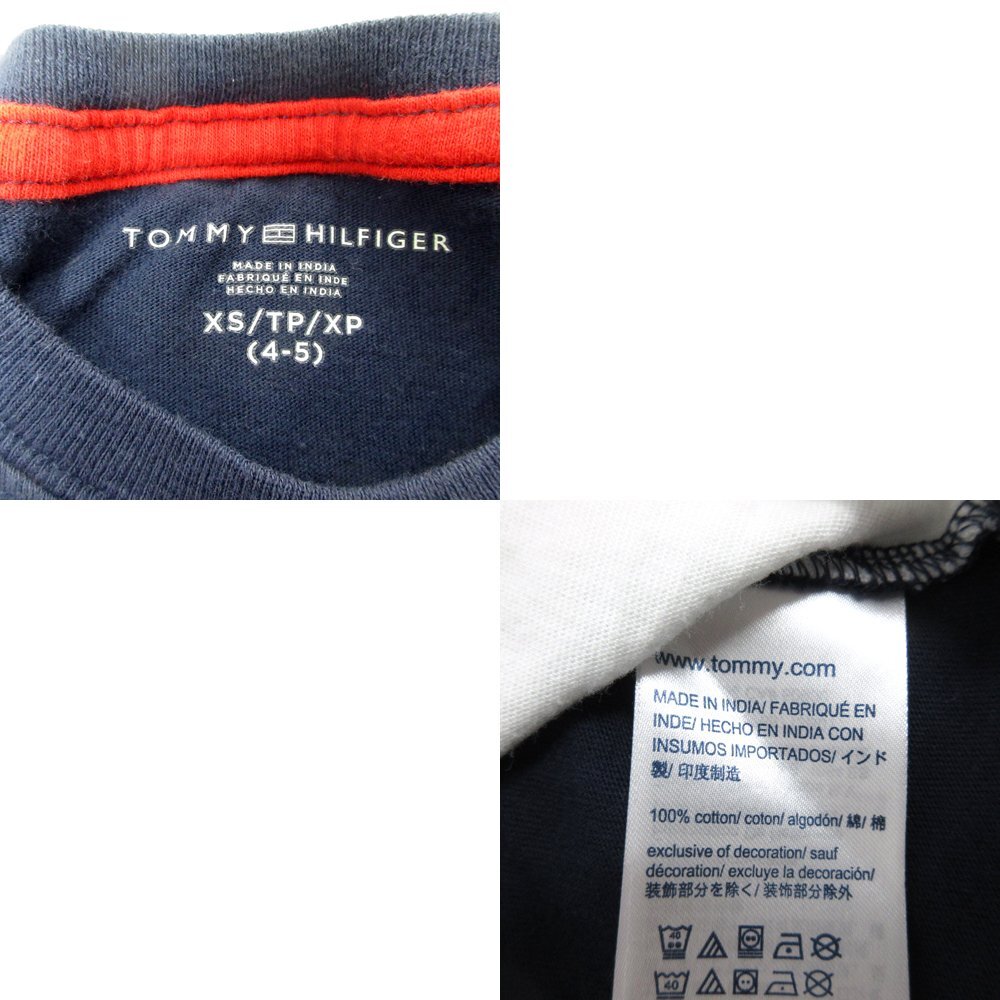 TOMMY HILFIGER
MADE IN INDIA
FABRIQUÉ EN INDE
HECHO EN INDIA
XS/TP/XP
(4-5)
www.tommy.com
MADE IN INDIA/ FABRIQUÉ EN
INDE/ HECHO EN INDIA CON
INSUMOS IMPORTADOS/ インド
製/ 印度制造
100% cotton/ coton/ algodón/ 綿/ 棉
exclusive of decoration/ sauf
décoration/ excluye la decoración/
装飾部分を除く/ 装饰部分除外
40
40